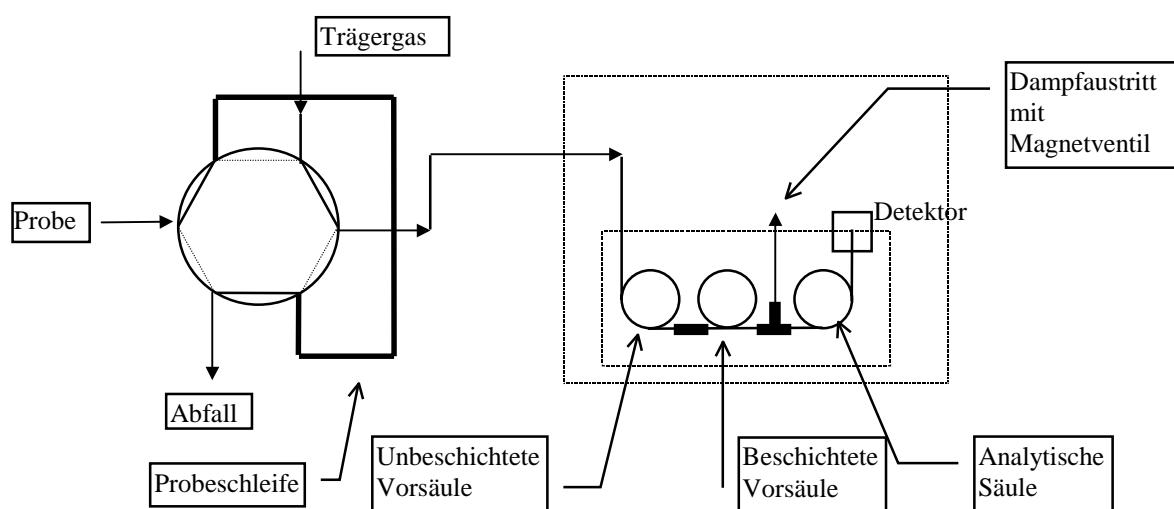 Trägergas
Dampfaustritt
mit
Magnetventil
Probe
Detektor
Abfall
Probeschleife
Unbeschichtete
Vorsäule
Beschichtete
Vorsäule
Analytische
Säule